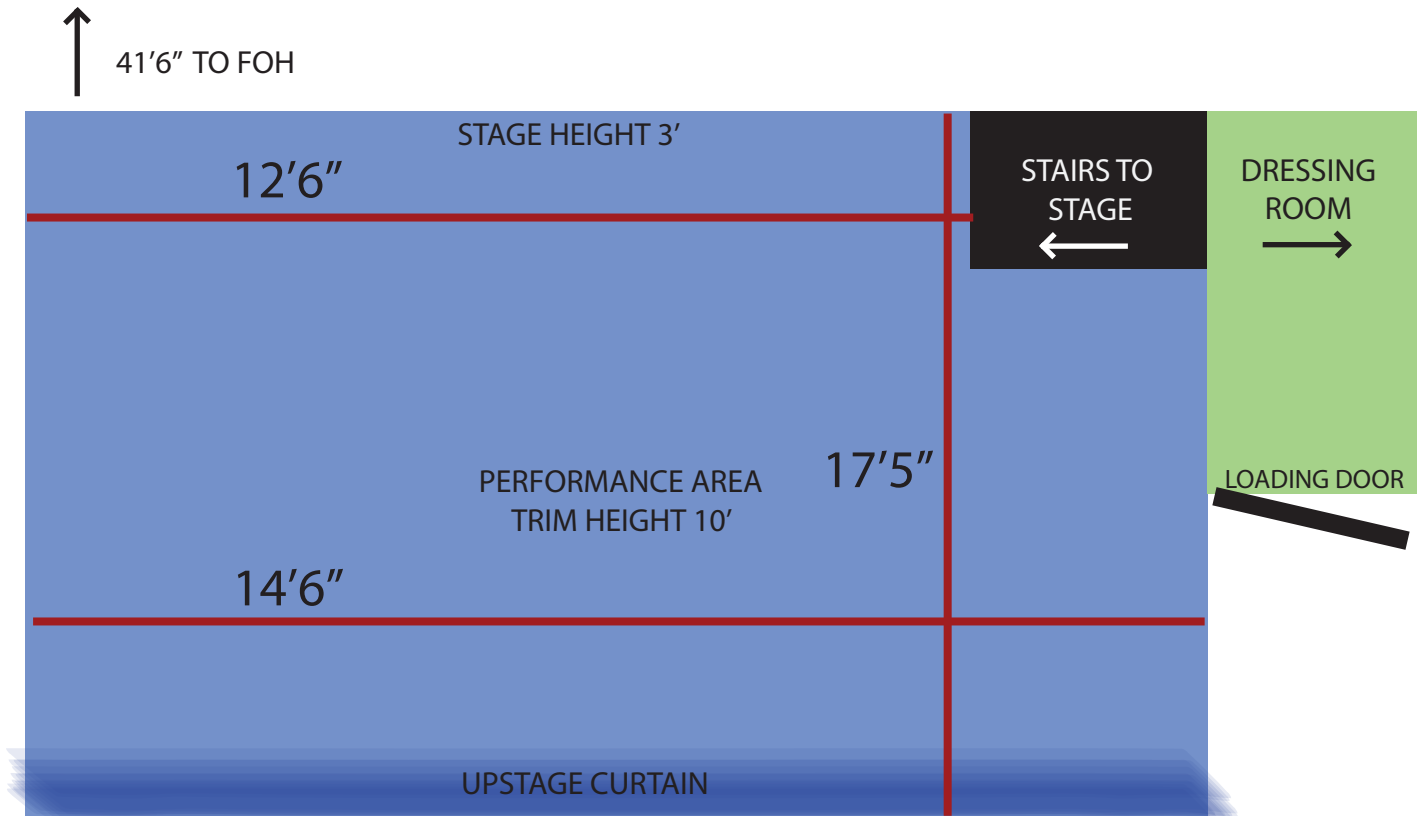 41’6” TO FOH
STAGE HEIGHT 3’
12’6”
STAIRS TO
STAGE
DRESSING
ROOM
17’5”
PERFORMANCE AREA
TRIM HEIGHT 10’
LOADING DOOR
14’6”
UPSTAGE CURTAIN